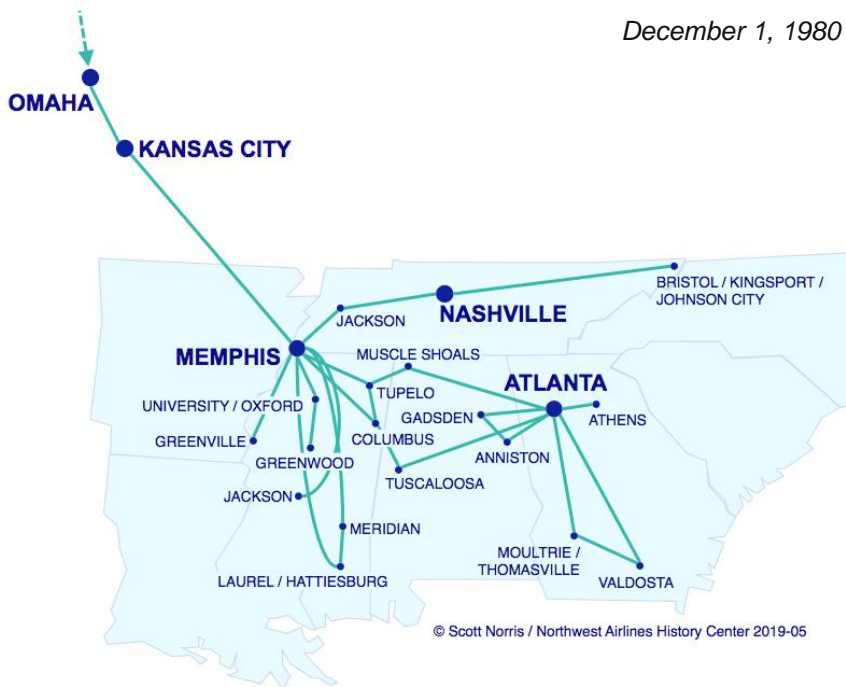 December 1, 1980
OMAHA
KANSAS CITY
BRISTOL / KINGSPORT /
JOHNSON CITY
NASHVILLE
JACKSON
MEMPHIS
MUSCLE SHOALS
ATLANTA
TUPELO
UNIVERSITY / OXFORD
GADSDEN
ATHENS
GREENVILLE
COLUMBUS
GREENWOOD
ANNISTON
TUSCALOOSA
JACKSON
MERIDIAN
MOULTRIE /
THOMASVILLE
LAUREL / HATTIESBURG
VALDOSTA
© Scott Norris / Northwest Airlines History Center 2019-05